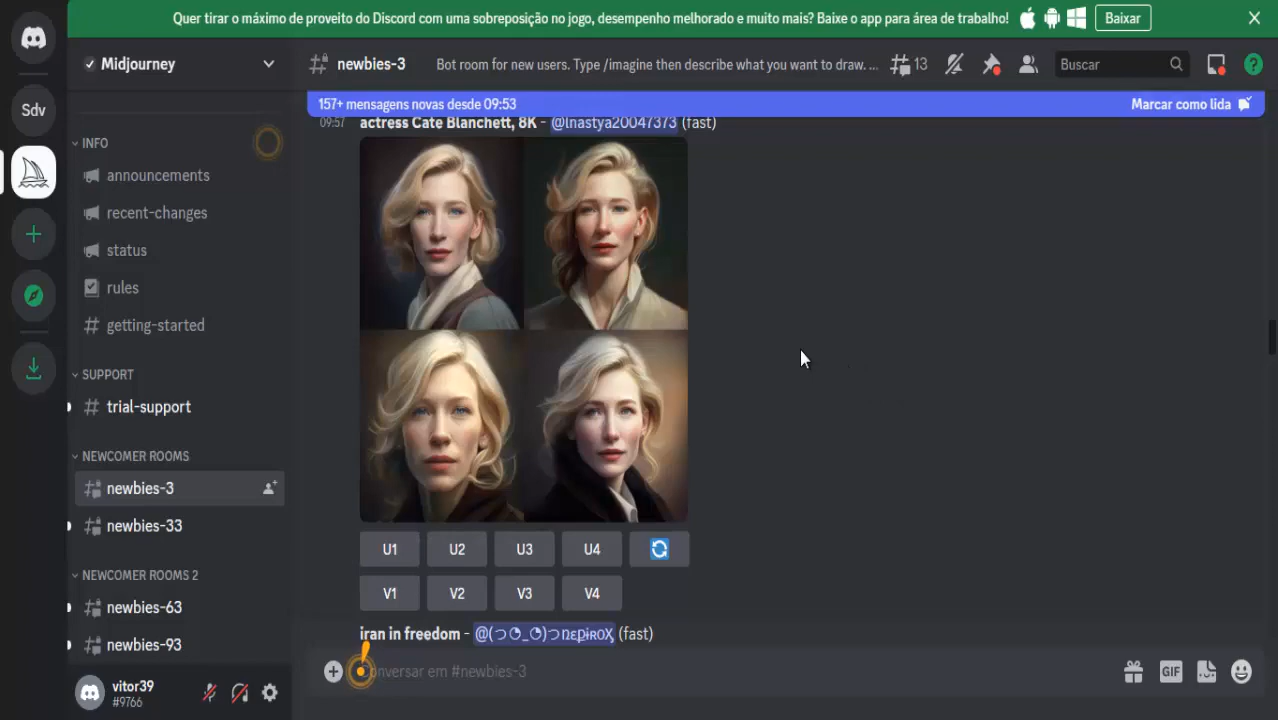 Quer tirar o máximo de proveito do Discord com uma sobreposição no jogo, desempenho melhorado e muito mais? Baixe o app para área de trabalho! Baixar
Midjourney
newbies-3 Bot room for new users. Type /imagine then describe what you want to draw. ... 13 Buscar
157+ mensagens novas desde 09:53 Marcar como lida
09:57 actress Cate Blanchett, 8K - @lnastya20047373 (fast)
Sdv
INFO
announcements
recent-changes
status
rules
getting-started
SUPPORT
trial-support
NEWCOMER ROOMS
newbies-3
newbies-33
NEWCOMER ROOMS 2
newbies-63
newbies-93
U1 U2 U3 U4
V1 V2 V3 V4
iran in freedom - (fast)
Conversar em #newbies-3
GIF
vitor39
#9766